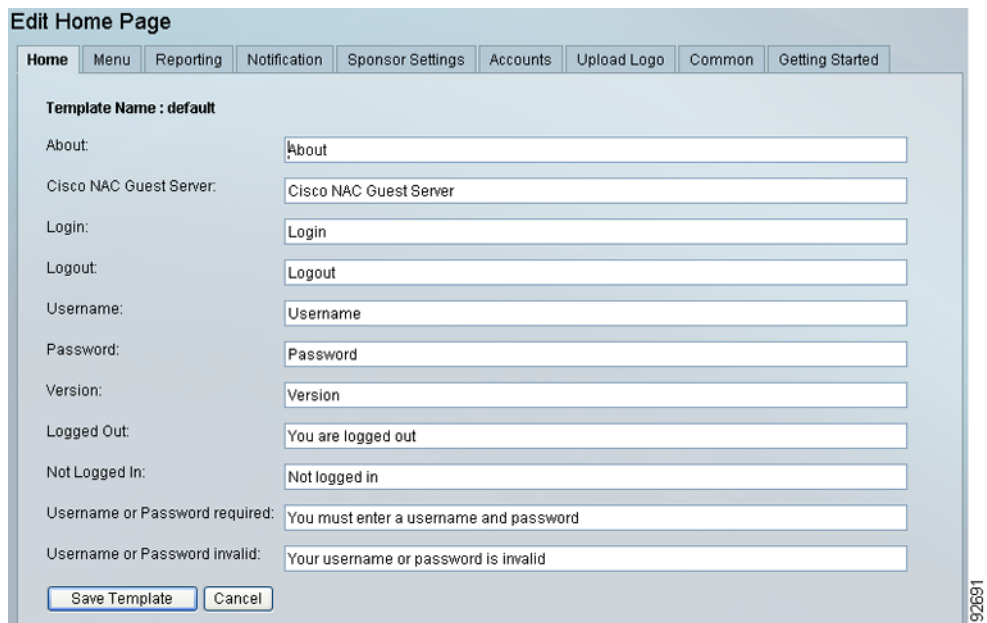 Edit Home Page
Home Menu Reporting Notification Sponsor Settings Accounts Upload Logo Common Getting Started
Template Name : default
About: About
Cisco NAC Guest Server: Cisco NAC Guest Server
Login: Login
Logout: Logout
Username: Username
Password: Password
Version: Version
Logged Out: You are logged out
Not Logged In: Not logged in
Username or Password required: You must enter a username and password
Username or Password invalid: Your username or password is invalid
Save Template Cancel
92691